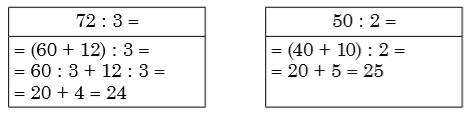 72 : 3 =
= (60 + 12) : 3 =
= 60 : 3 + 12 : 3 =
= 20 + 4 = 24
50 : 2 =
= (40 + 10) : 2 =
= 20 + 5 = 25